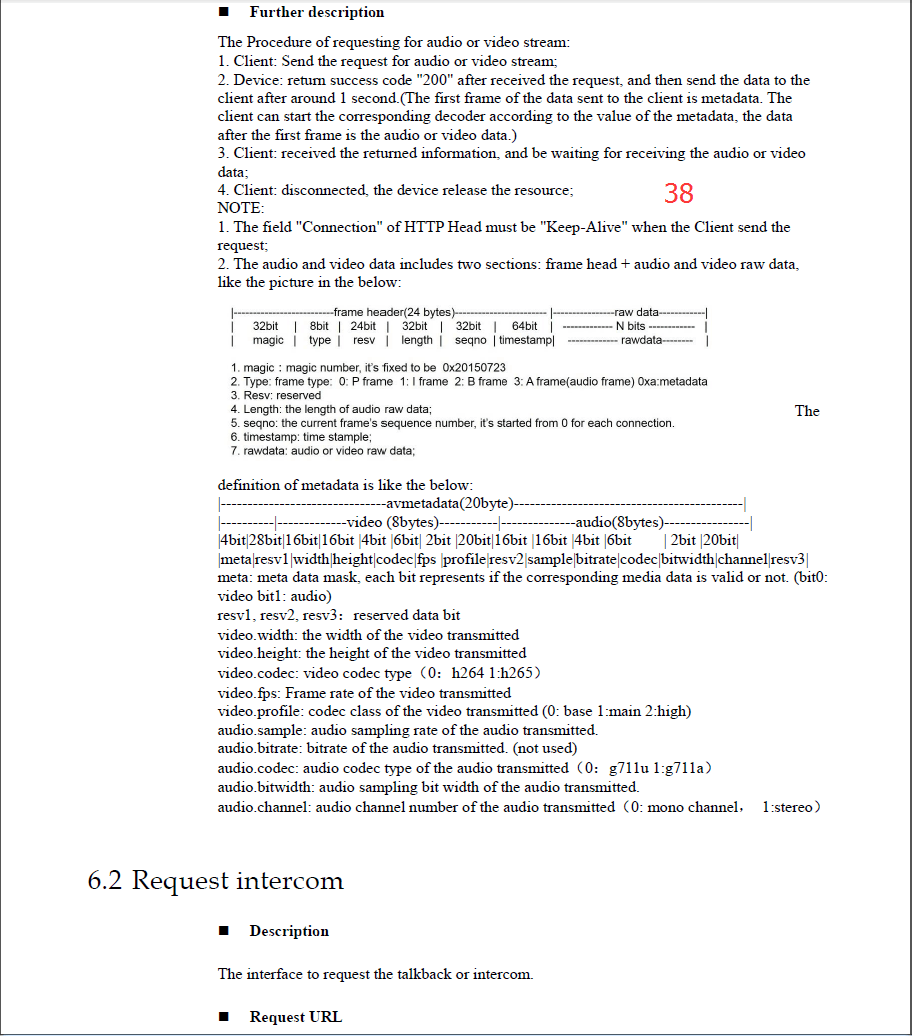 ■ Further description
The Procedure of requesting for audio or video stream:
1. Client: Send the request for audio or video stream;
2. Device: return success code "200" after received the request, and then send the data to the
client after around 1 second.(The first frame of the data sent to the client is metadata. The
client can start the corresponding decoder according to the value of the metadata, the data
after the first frame is the audio or video data.)
3. Client: received the returned information, and be waiting for receiving the audio or video
data;
4. Client: disconnected, the device release the resource;
38
NOTE:
1. The field "Connection" of HTTP Head must be "Keep-Alive" when the Client send the
request;
2. The audio and video data includes two sections: frame head + audio and video raw data,
like the picture in the below:
|--------------------------frame header(24 bytes)------------------------ |----------------raw data------------|
| 32bit | 8bit | 24bit | 32bit | 32bit | 64bit | ------------- N bits ------------ |
| magic | type | resv | length | seqno | timestamp| ------------- rawdata-------- |
1. magic：magic number, it's fixed to be 0x20150723
2. Type: frame type: 0: P frame 1: I frame 2: B frame 3: A frame(audio frame) 0xa:metadata
3. Resv: reserved
4. Length: the length of audio raw data;
5. seqno: the current frame's sequence number, it's started from 0 for each connection.
6. timestamp: time stample;
7. rawdata: audio or video raw data;
The
definition of metadata is like the below:
|-------------------------------avmetadata(20byte)-------------------------------------------|
|----------|-------------video (8bytes)-----------|--------------audio(8bytes)----------------|
|4bit|28bit|16bit|16bit |4bit |6bit| 2bit |20bit|16bit |16bit |4bit |6bit | 2bit |20bit|
|meta|resv1|width|height|codec|fps |profile|resv2|sample|bitrate|codec|bitwidth|channel|resv3|
meta: meta data mask, each bit represents if the corresponding media data is valid or not. (bit0:
video bit1: audio)
resv1, resv2, resv3： reserved data bit
video.width: the width of the video transmitted
video.height: the height of the video transmitted
video.codec: video codec type（0：h264 1:h265）
video.fps: Frame rate of the video transmitted
video.profile: codec class of the video transmitted (0: base 1:main 2:high)
audio.sample: audio sampling rate of the audio transmitted.
audio.bitrate: bitrate of the audio transmitted. (not used)
audio.codec: audio codec type of the audio transmitted（0：g711u 1:g711a）
audio.bitwidth: audio sampling bit width of the audio transmitted.
audio.channel: audio channel number of the audio transmitted（0: mono channel， 1:stereo）
6.2 Request intercom
■ Description
The interface to request the talkback or intercom.
■ Request URL